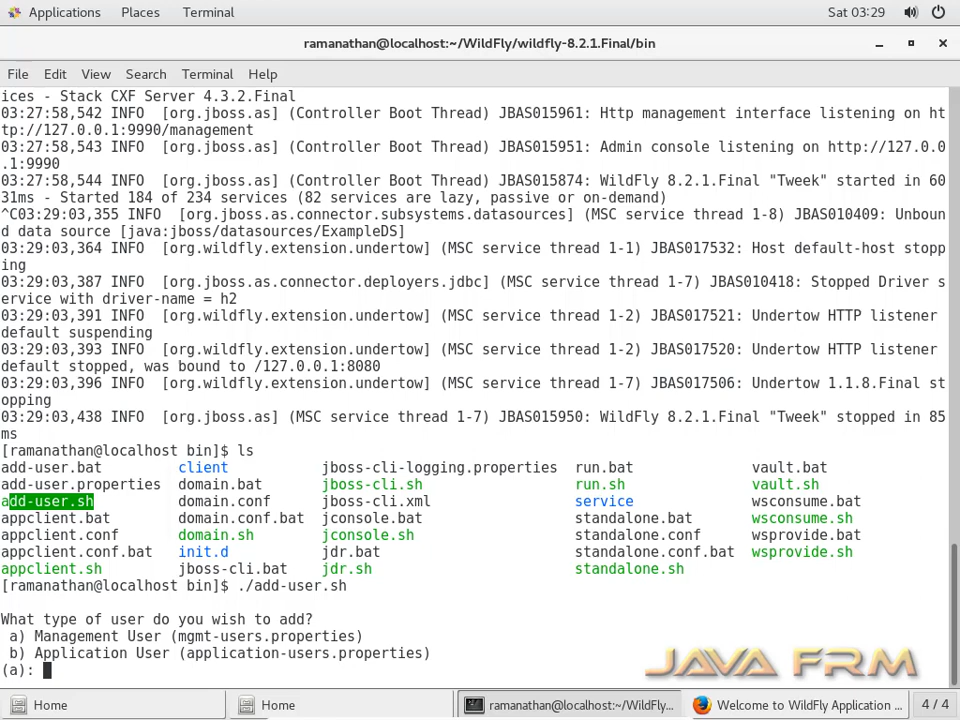 Applications Places Terminal Sat 03:29
ramanathan@localhost:~/WildFly/wildfly-8.2.1.Final/bin
File Edit View Search Terminal Help
ices - Stack CXF Server 4.3.2.Final
03:27:58,542 INFO  [org.jboss.as] (Controller Boot Thread) JBAS015961: Http management interface listening on ht
tp://127.0.0.1:9990/management
03:27:58,543 INFO  [org.jboss.as] (Controller Boot Thread) JBAS015951: Admin console listening on http://127.0.0
.1:9990
03:27:58,544 INFO  [org.jboss.as] (Controller Boot Thread) JBAS015874: WildFly 8.2.1.Final "Tweek" started in 60
31ms - Started 184 of 234 services (82 services are lazy, passive or on-demand)
^C03:29:03,355 INFO  [org.jboss.as.connector.subsystems.datasources] (MSC service thread 1-8) JBAS010409: Unboun
d data source [java:jboss/datasources/ExampleDS]
03:29:03,364 INFO  [org.wildfly.extension.undertow] (MSC service thread 1-1) JBAS017532: Host default-host stopp
ing
03:29:03,387 INFO  [org.jboss.as.connector.deployers.jdbc] (MSC service thread 1-7) JBAS010418: Stopped Driver s
ervice with driver-name = h2
03:29:03,391 INFO  [org.wildfly.extension.undertow] (MSC service thread 1-2) JBAS017521: Undertow HTTP listener
default suspending
03:29:03,393 INFO  [org.wildfly.extension.undertow] (MSC service thread 1-2) JBAS017520: Undertow HTTP listener
default stopped, was bound to /127.0.0.1:8080
03:29:03,396 INFO  [org.wildfly.extension.undertow] (MSC service thread 1-7) JBAS017506: Undertow 1.1.8.Final st
opping
03:29:03,438 INFO  [org.jboss.as] (MSC service thread 1-7) JBAS015950: WildFly 8.2.1.Final "Tweek" stopped in 85
ms
[ramanathan@localhost bin]$ ls
add-user.bat client jboss-cli-logging.properties run.bat vault.bat
add-user.properties domain.bat jboss-cli.sh run.sh vault.sh
add-user.sh domain.conf jboss-cli.xml service wsconsume.bat
appclient.bat domain.conf.bat jconsole.bat standalone.bat wsconsume.sh
appclient.conf domain.sh jconsole.sh standalone.conf wsprovide.bat
appclient.conf.bat init.d jdr.bat standalone.conf.bat wsprovide.sh
appclient.sh jboss-cli.bat jdr.sh standalone.sh
[ramanathan@localhost bin]$ ./add-user.sh
What type of user do you wish to add?
a) Management User (mgmt-users.properties)
b) Application User (application-users.properties)
(a):
JAVA FRM
Home Home ramanathan@localhost:~/WildFly... Welcome to WildFly Application ... 4 / 4